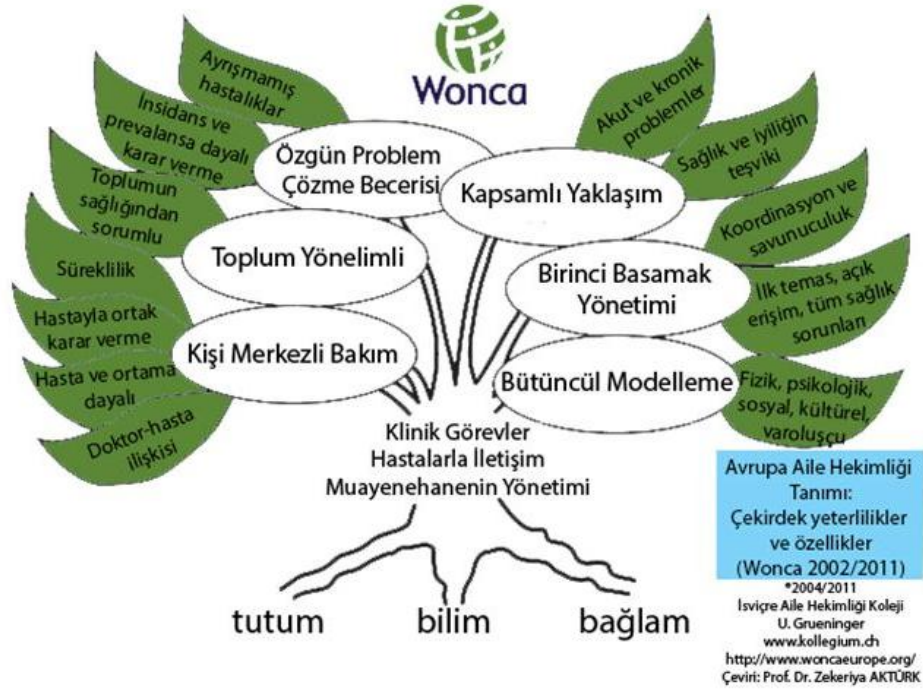 Wonca
Ayrışmamış
hastalıklar
İnsidans ve
prevalansa dayalı
karar verme
Toplumun
sağlığından
sorumlu
Süreklilik
Hastayla ortak
karar verme
Hasta ve ortama
dayalı
Doktor-hasta
ilişkisi
Özgün Problem
Çözme Becerisi
Toplum Yönelimli
Kişi Merkezli Bakım
Kapsamlı Yaklaşım
Birinci Basamak
Yönetimi
Bütüncül Modelleme
Akut ve kronik
problemler
Sağlık ve iyiliğin
teşviki
Koordinasyon ve
savunuculuk
İlk temas, açık
erişim, tüm sağlık
sorunları
Fizik, psikolojik,
sosyal, kültürel,
varoluşçu
Klinik Görevler
Hastalarla İletişim
Muayenehanenin Yönetimi
tutum
bilim
bağlam
Avrupa Aile Hekimliği
Tanımı:
Çekirdek yeterlilikler
ve özellikler
(Wonca 2002/2011)
*2004/2011
İsviçre Aile Hekimliği Koleji
U. Grueninger
www.kollegium.ch
http://www.woncaeurope.org/
Çeviri: Prof. Dr. Zekeriya AKTÜRK